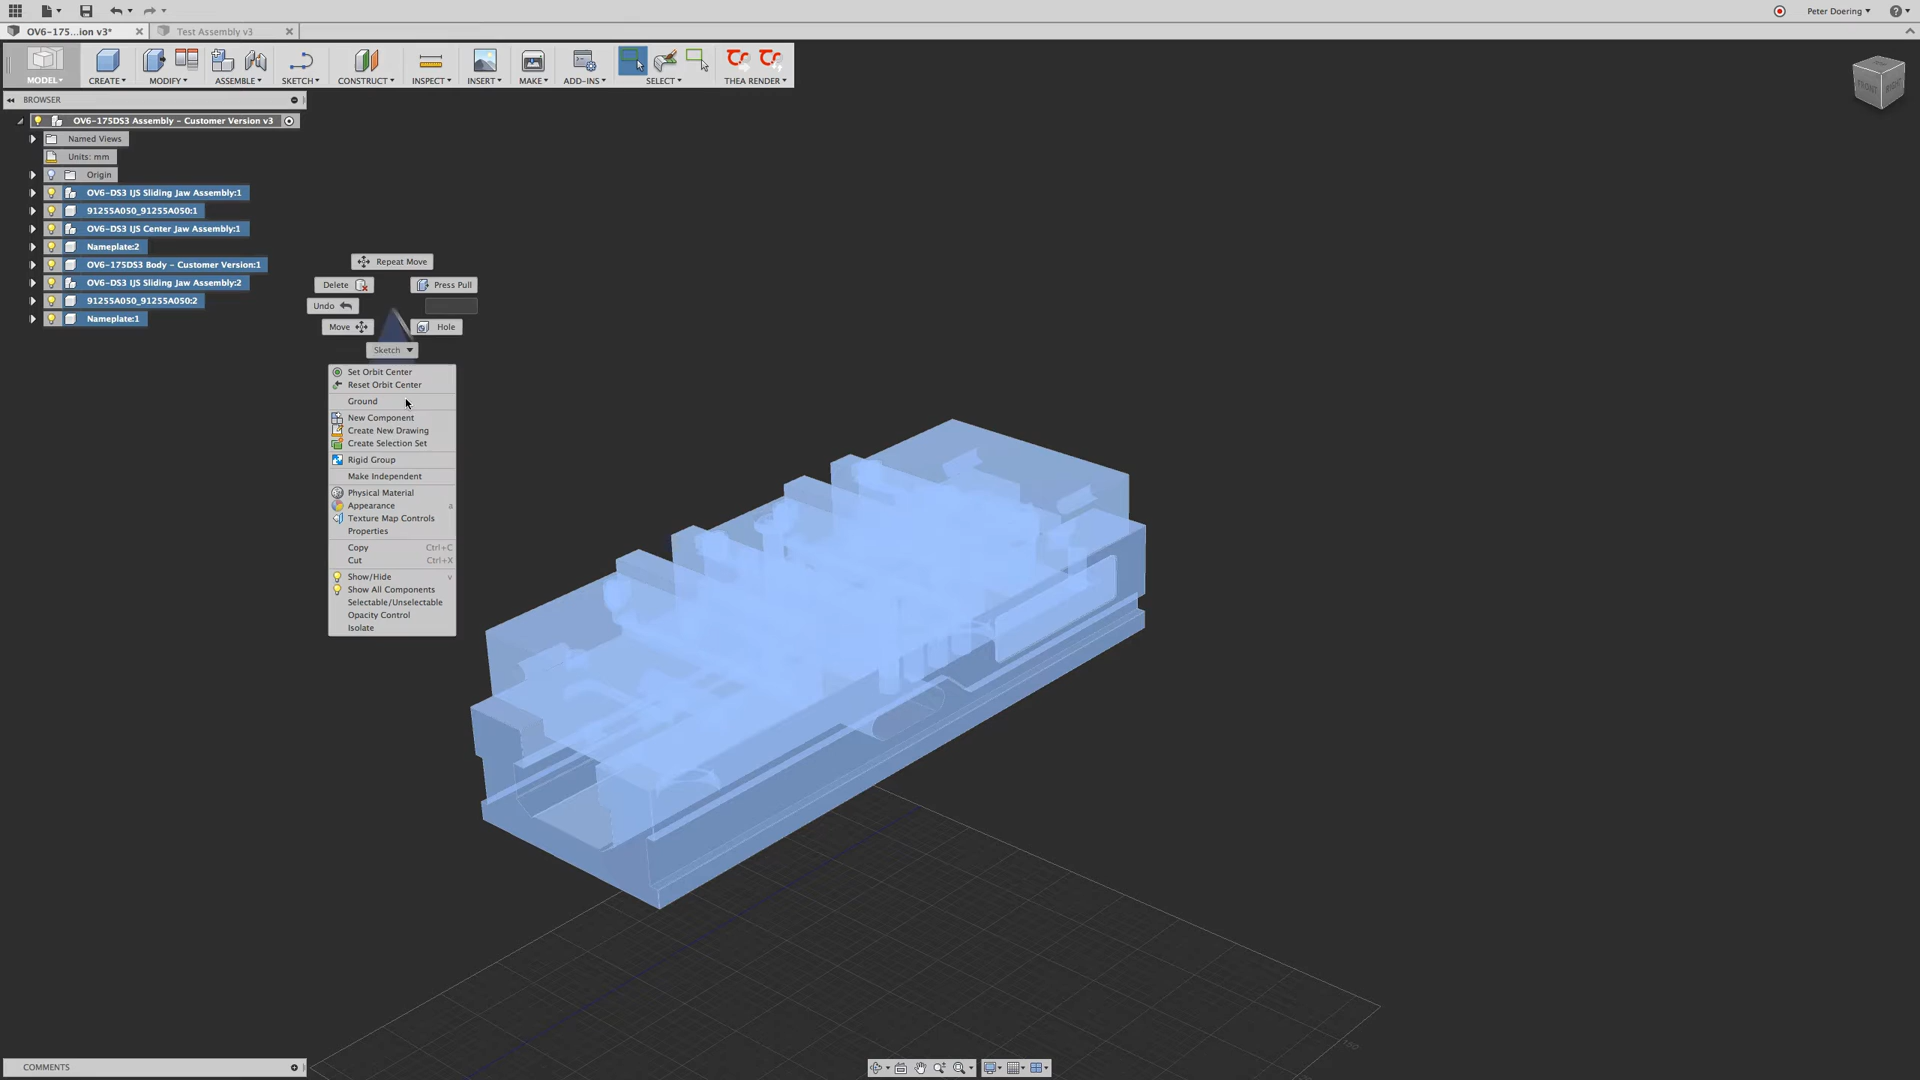 Peter Doering
OV6-175...ion v3*
Test Assembly v3
MODEL
CREATE
MODIFY
ASSEMBLE
SKETCH
CONSTRUCT
INSPECT
INSERT
MAKE
ADD-INS
SELECT
THEA RENDER
BROWSER
OV6-175DS3 Assembly - Customer Version v3
Named Views
Units: mm
Origin
OV6-DS3 IJS Sliding Jaw Assembly:1
91255A050_91255A050:1
OV6-DS3 IJS Center Jaw Assembly:1
Nameplate:2
OV6-175DS3 Body - Customer Version:1
OV6-DS3 IJS Sliding Jaw Assembly:2
91255A050_91255A050:2
Nameplate:1
Repeat Move
Delete
Press Pull
Undo
Move
Hole
Sketch
Set Orbit Center
Reset Orbit Center
Ground
New Component
Create New Drawing
Create Selection Set
Rigid Group
Make Independent
Physical Material
Appearance a
Texture Map Controls
Properties
Copy Ctrl+C
Cut Ctrl+X
Show/Hide v
Show All Components
Selectable/Unselectable
Opacity Control
Isolate
FRONT
RIGHT
COMMENTS